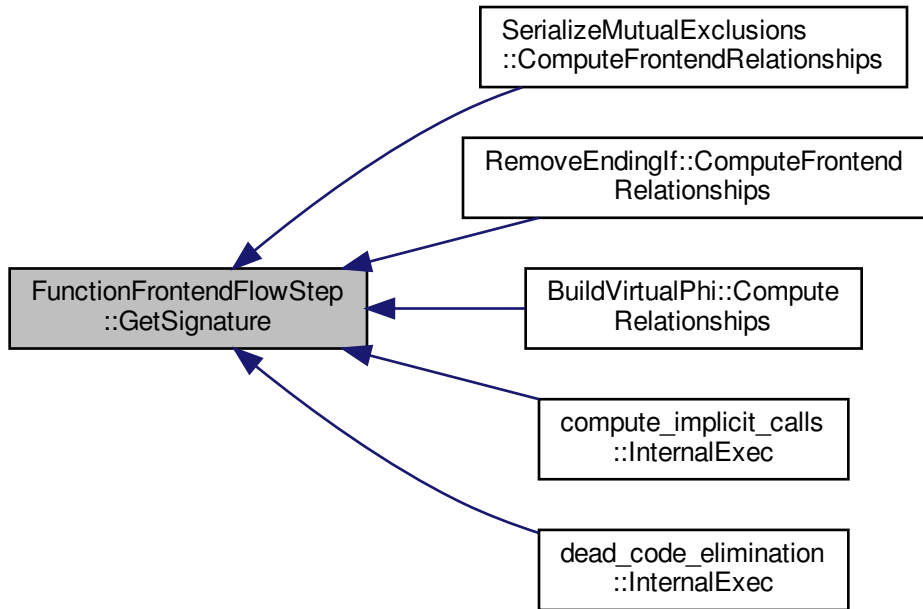 SerializeMutualExclusions
::ComputeFrontendRelationships
RemoveEndingIf::ComputeFrontend
Relationships
FunctionFrontendFlowStep
::GetSignature
BuildVirtualPhi::Compute
Relationships
compute_implicit_calls
::InternalExec
dead_code_elimination
::InternalExec